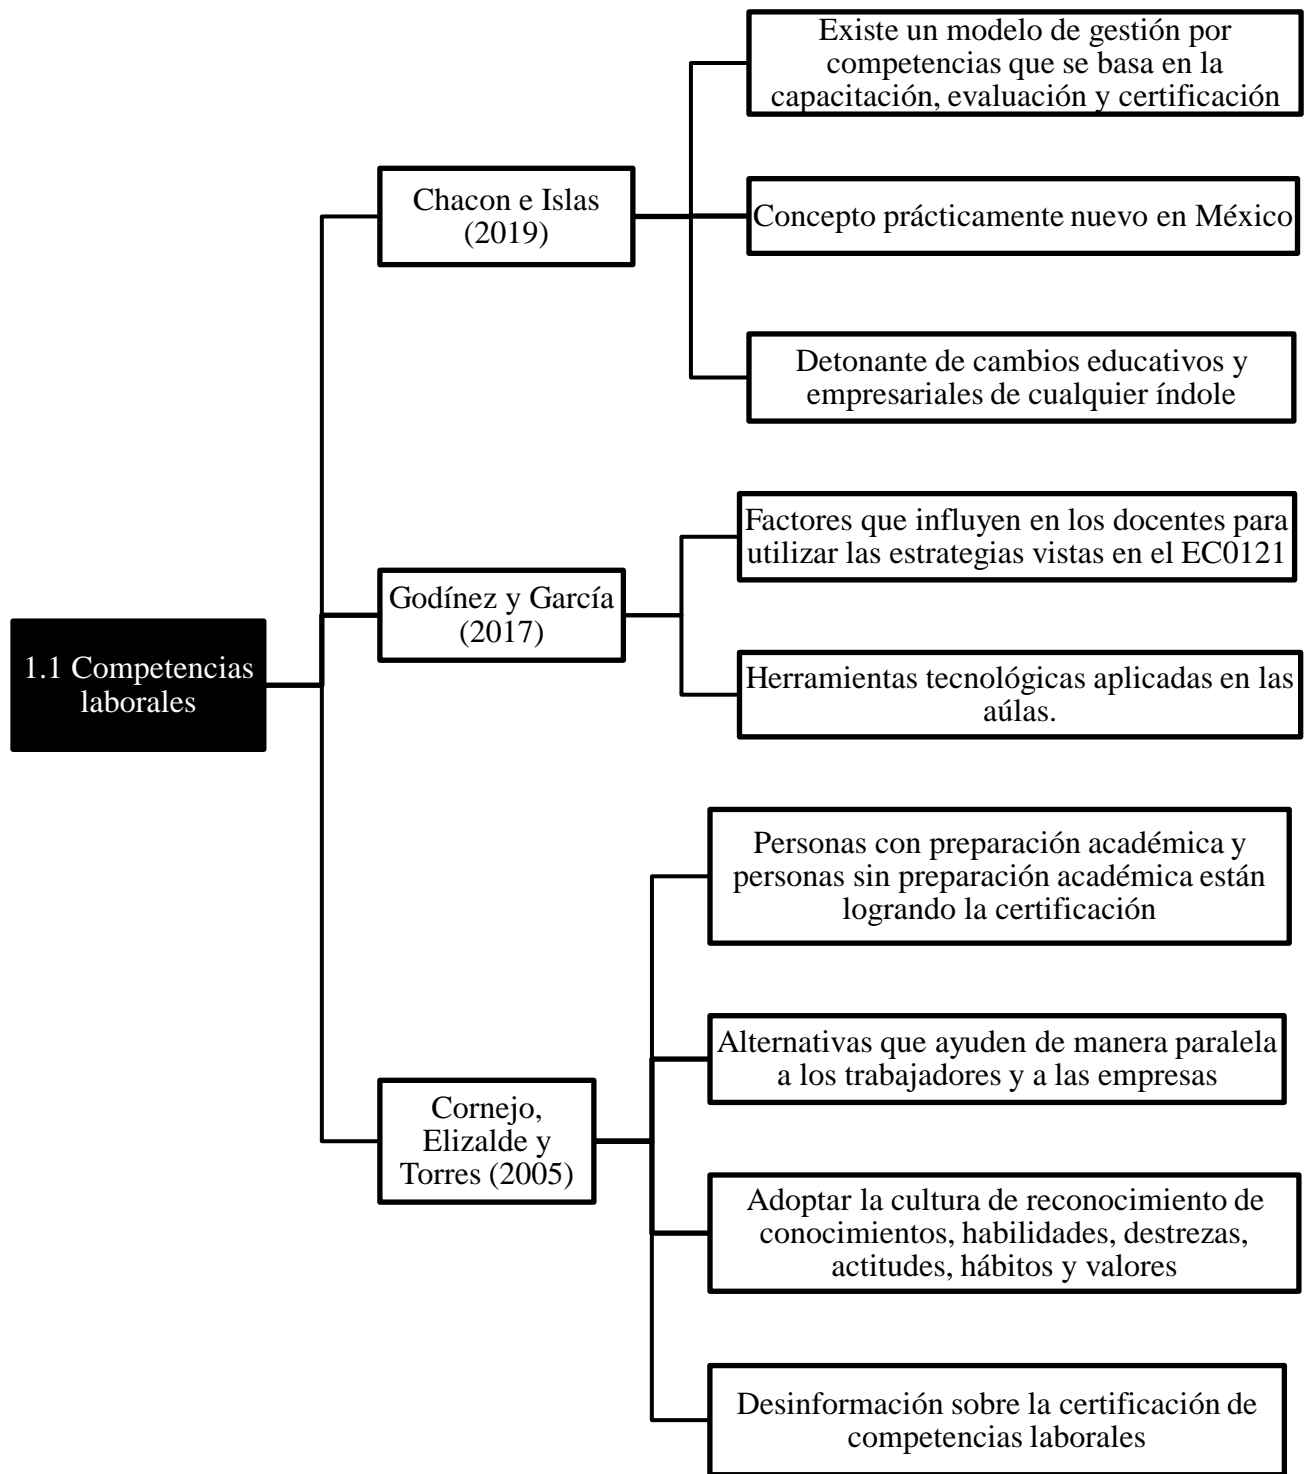 Existe un modelo de gestión por
competencias que se basa en la
capacitación, evaluación y certificación
Chacon e Islas
(2019)
Concepto prácticamente nuevo en México
Detonante de cambios educativos y
empresariales de cualquier índole
Factores que influyen en los docentes para
utilizar las estrategias vistas en el EC0121
Godínez y García
(2017)
1.1 Competencias
laborales
Herramientas tecnológicas aplicadas en las
aúlas.
Personas con preparación académica y
personas sin preparación académica están
logrando la certificación
Alternativas que ayuden de manera paralela
a los trabajadores y a las empresas
Cornejo,
Elizalde y
Torres (2005)
Adoptar la cultura de reconocimiento de
conocimientos, habilidades, destrezas,
actitudes, hábitos y valores
Desinformación sobre la certificación de
competencias laborales